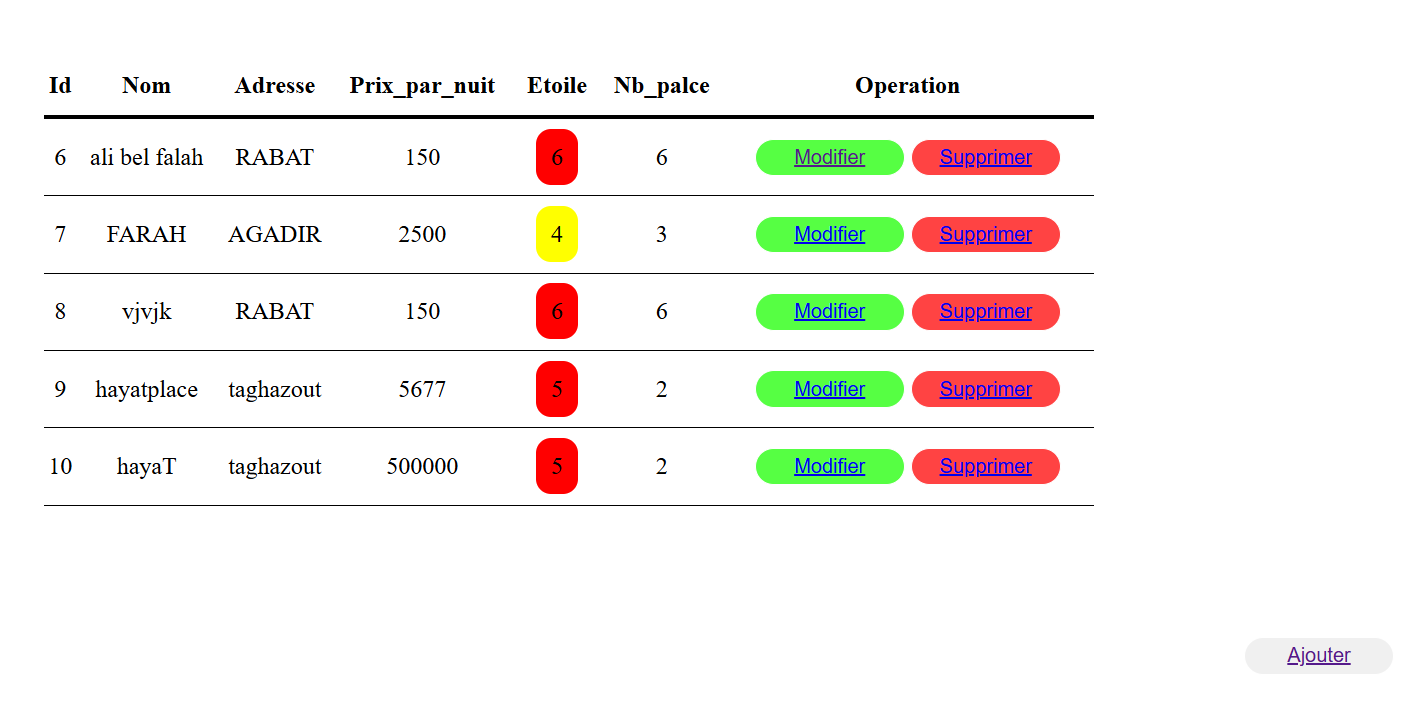 Id Nom Adresse Prix_par_nuit Etoile Nb_palce Operation
6 ali bel falah RABAT 150 6 6 Modifier Supprimer
7 FARAH AGADIR 2500 4 3 Modifier Supprimer
8 vjvjk RABAT 150 6 6 Modifier Supprimer
9 hayatplace taghazout 5677 5 2 Modifier Supprimer
10 hayaT taghazout 500000 5 2 Modifier Supprimer
Ajouter